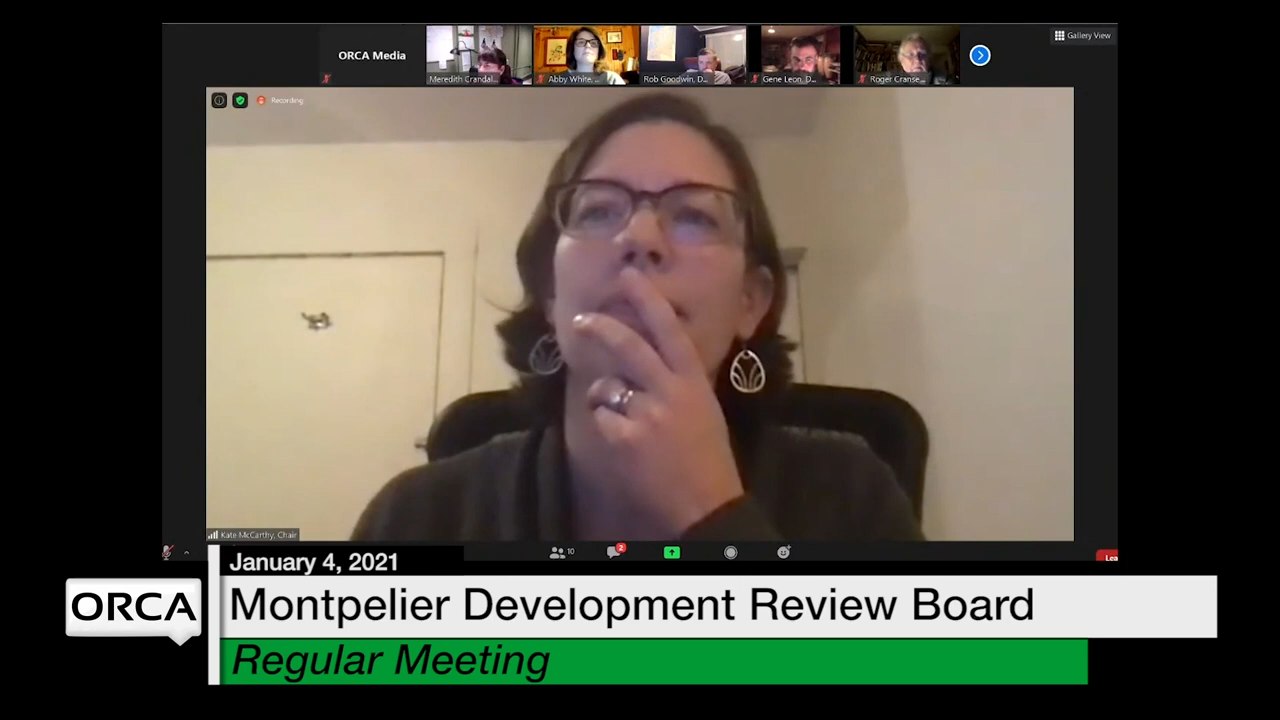 ORCA Media
Meredith Crandal...
Abby White, ...
Rob Goodwin, D...
Gene Leon, D...
Roger Cranse...
Gallery View
Recording
Kate McCarthy, Chair
10
2
Lea
January 4, 2021
ORCA
Montpelier Development Review Board
Regular Meeting